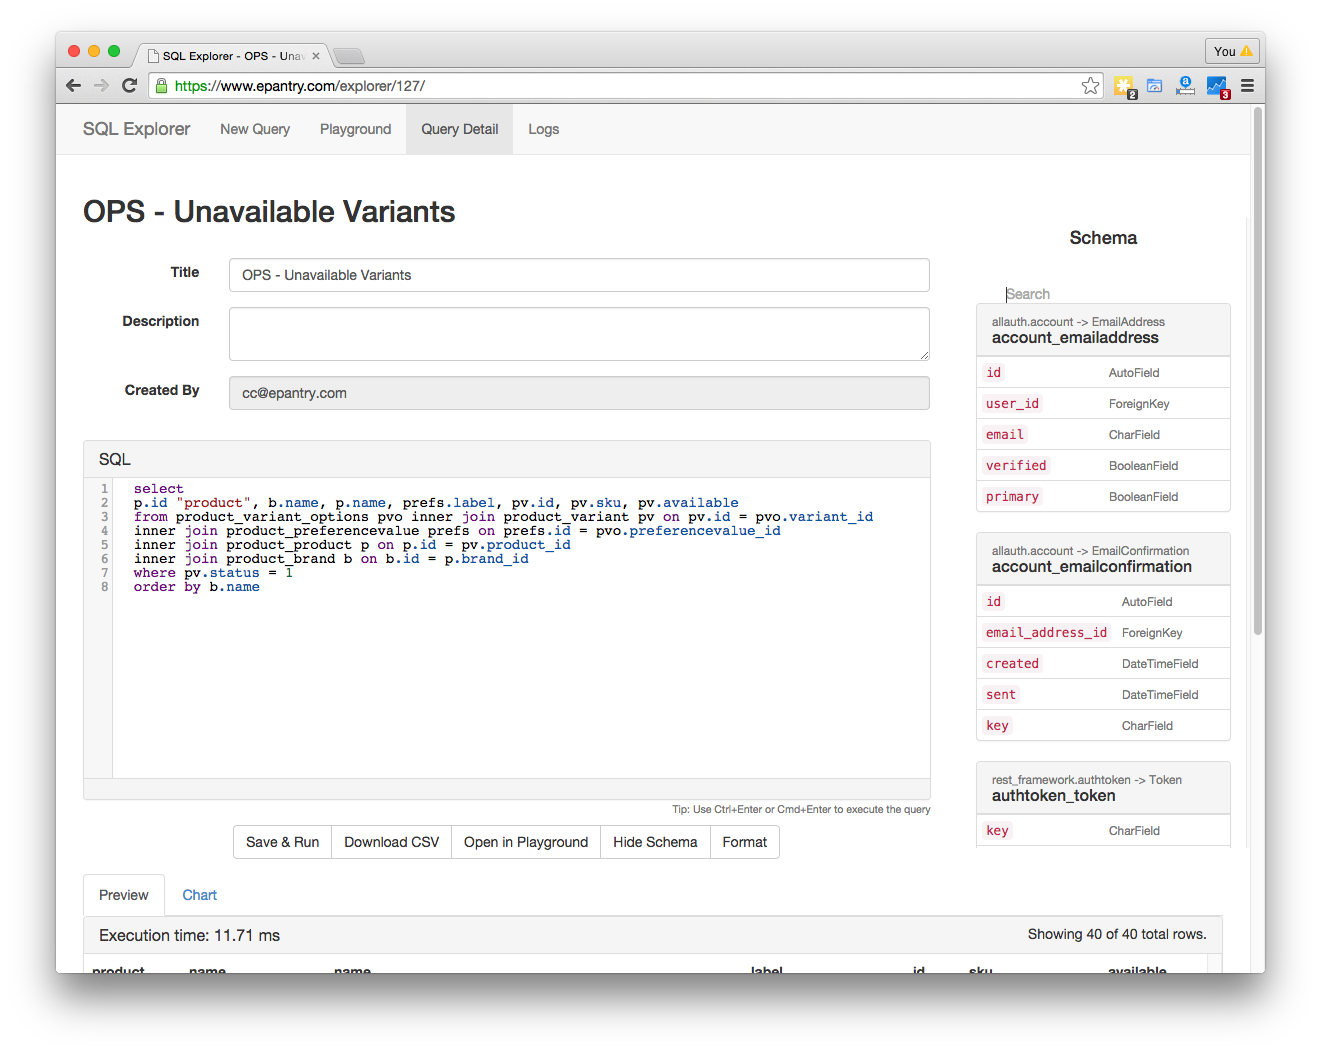 SQL Explorer - OPS - Una
You
https://www.epantry.com/explorer/127/
2
a
3
SQL Explorer New Query Playground Query Detail Logs
OPS - Unavailable Variants
Title
OPS - Unavailable Variants
Description
Created By
cc@epantry.com
SQL
1 select
2 p.id "product", b.name, p.name, prefs.label, pv.id, pv.sku, pv.available
3 from product_variant_options pvo inner join product_variant pv on pv.id = pvo.variant_id
4 inner join product_preferencevalue prefs on prefs.id = pvo.preferencevalue_id
5 inner join product_product p on p.id = pv.product_id
6 inner join product_brand b on b.id = p.brand_id
7 where pv.status = 1
8 order by b.name
Tip: Use Ctrl+Enter or Cmd+Enter to execute the query
Save & Run Download CSV Open in Playground Hide Schema Format
Schema
Search
allauth.account -> EmailAddress
account_emailaddress
id AutoField
user_id ForeignKey
email CharField
verified BooleanField
primary BooleanField
allauth.account -> EmailConfirmation
account_emailconfirmation
id AutoField
email_address_id ForeignKey
created DateTimeField
sent DateTimeField
key CharField
rest_framework.authtoken -> Token
authtoken_token
key CharField
Preview Chart
Execution time: 11.71 ms
Showing 40 of 40 total rows.
product name name label id sku available